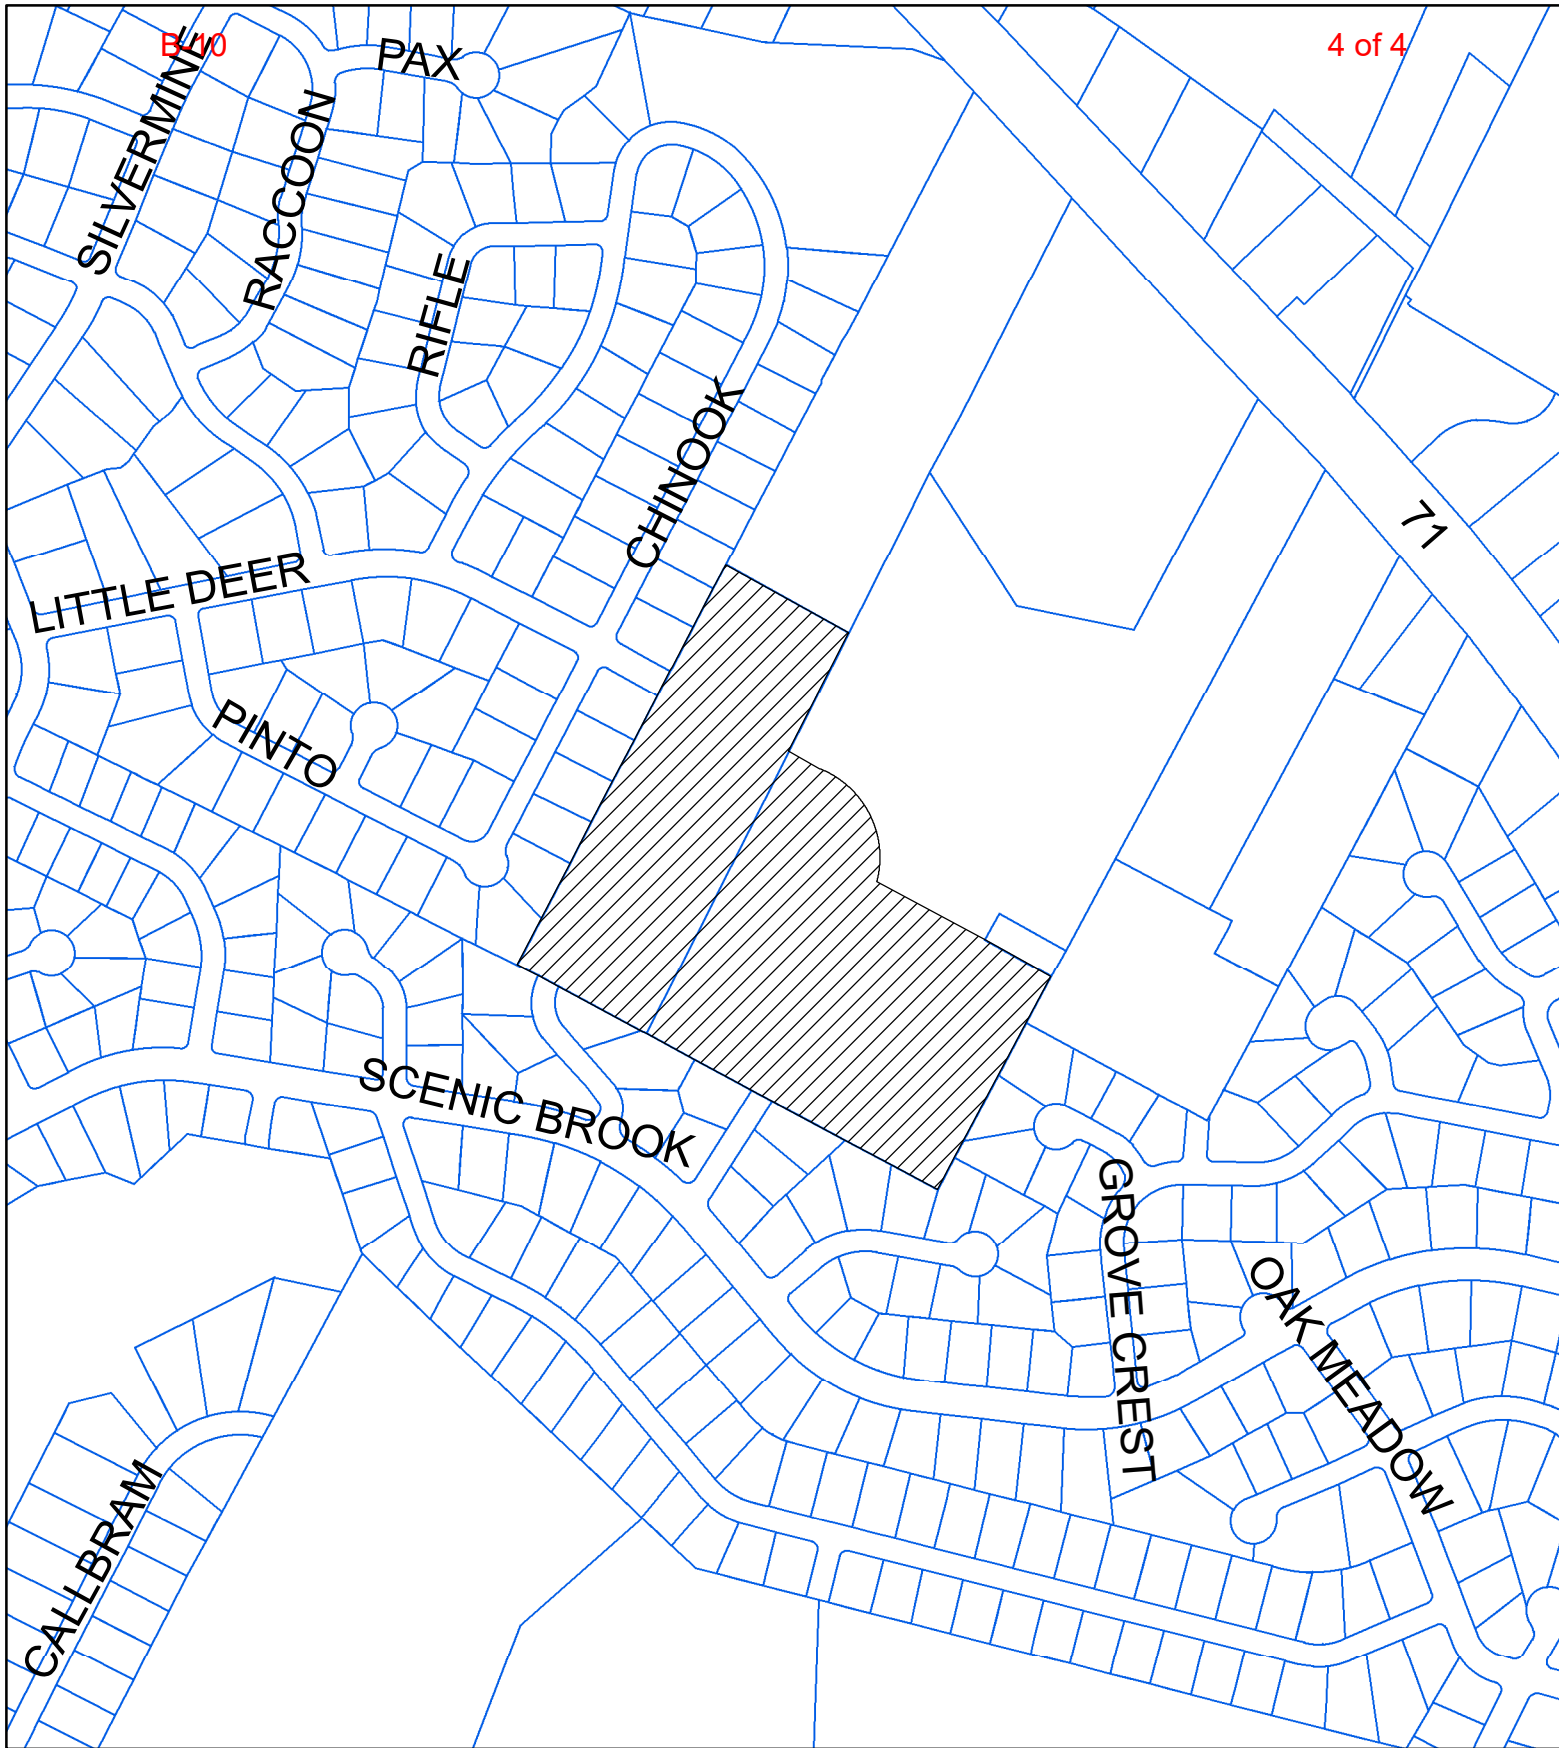 B-10
4 of 4
PAX
SILVERMINE
RACCOON
RIFLE
CHINOOK
71
LITTLE DEER
PINTO
SCENIC BROOK
GROVE CREST
OAK MEADOW
CALLBRAM